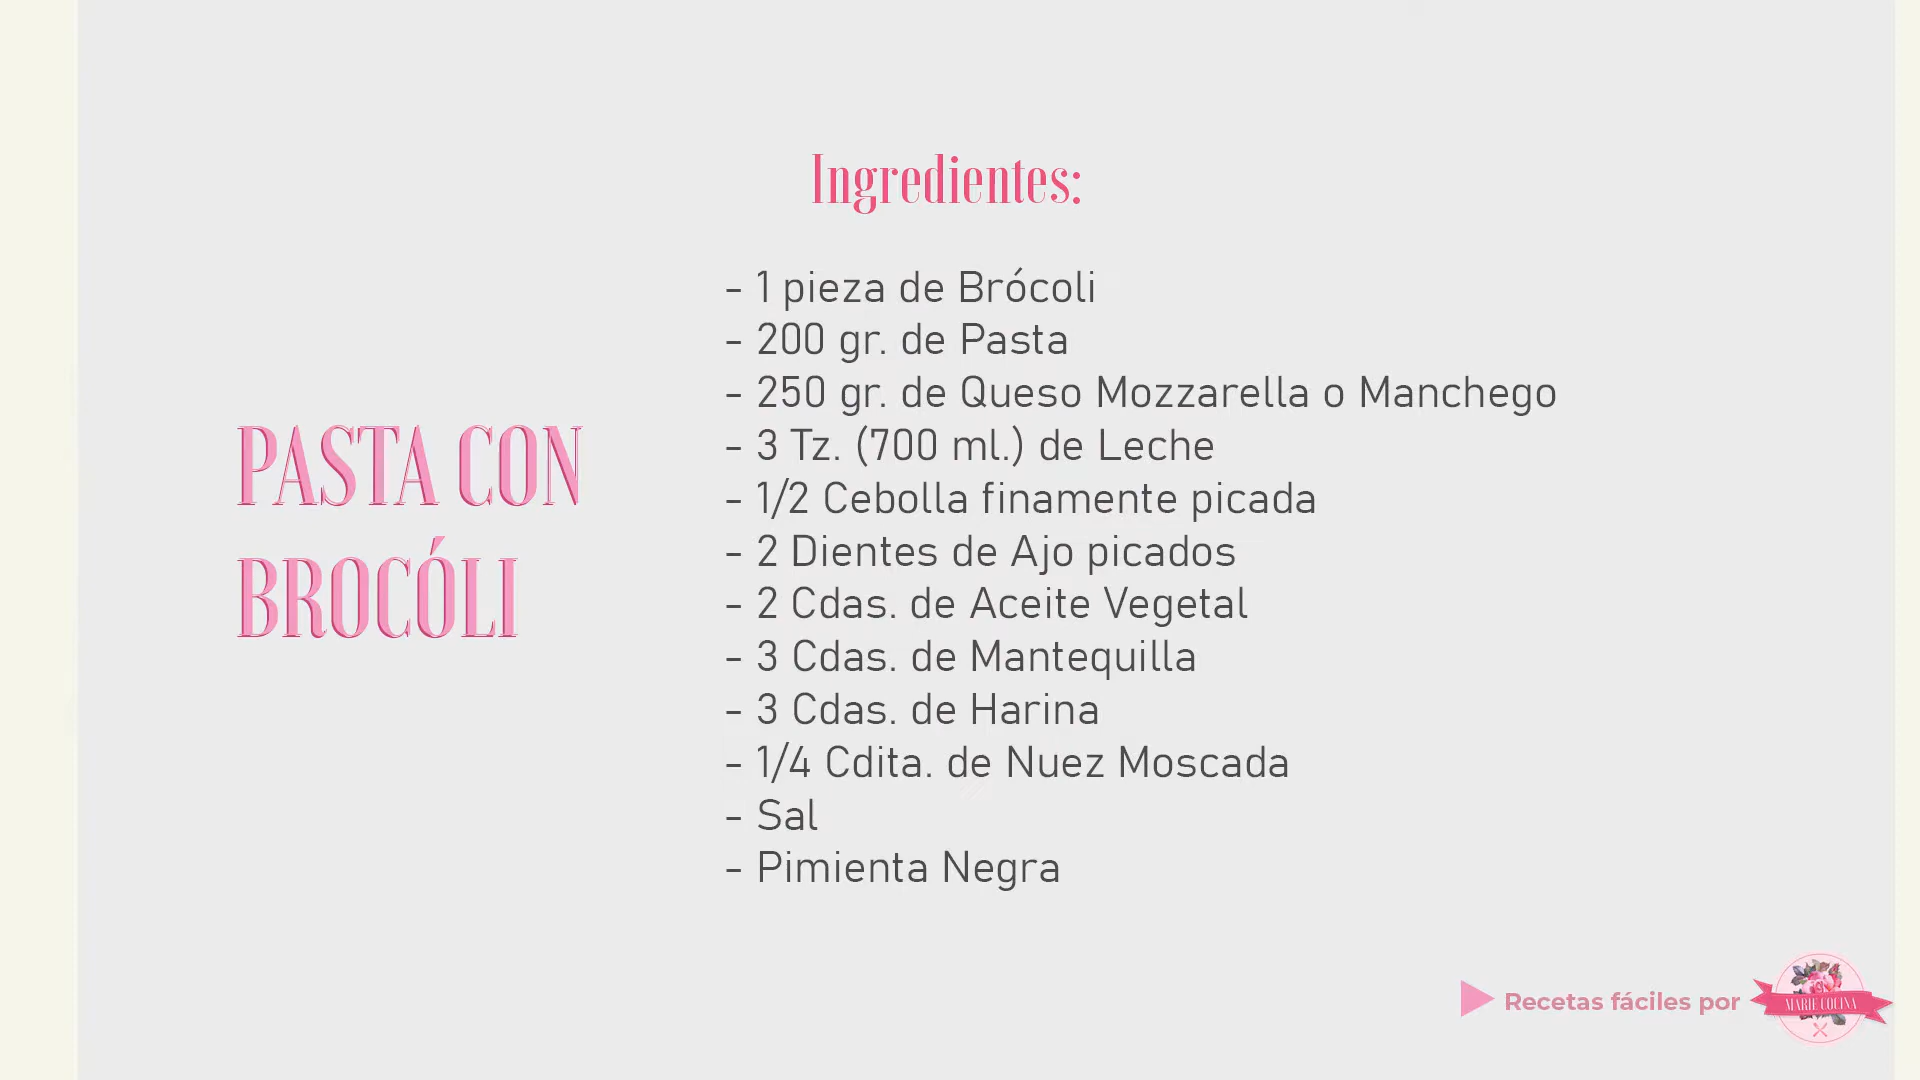 PASTA CON
BROCÓLI
Ingredientes:
- 1 pieza de Brócoli
- 200 gr. de Pasta
- 250 gr. de Queso Mozzarella o Manchego
- 3 Tz. (700 ml.) de Leche
- 1/2 Cebolla finamente picada
- 2 Dientes de Ajo picados
- 2 Cdas. de Aceite Vegetal
- 3 Cdas. de Mantequilla
- 3 Cdas. de Harina
- 1/4 Cdita. de Nuez Moscada
- Sal
- Pimienta Negra
Recetas fáciles por
MARIE COCINA